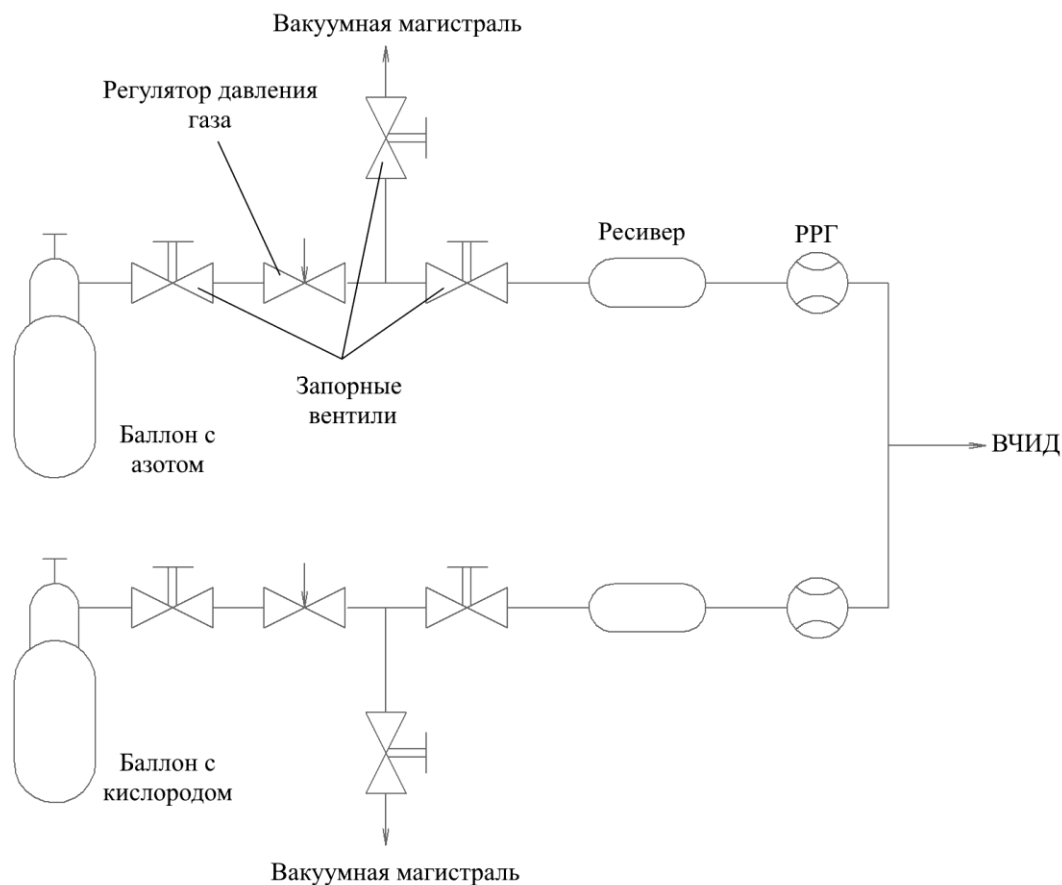 Вакуумная магистраль
Регулятор давления
газа
Ресивер
РРГ
Запорные
вентили
Баллон с
азотом
ВЧИД
Баллон с
кислородом
Вакуумная магистраль